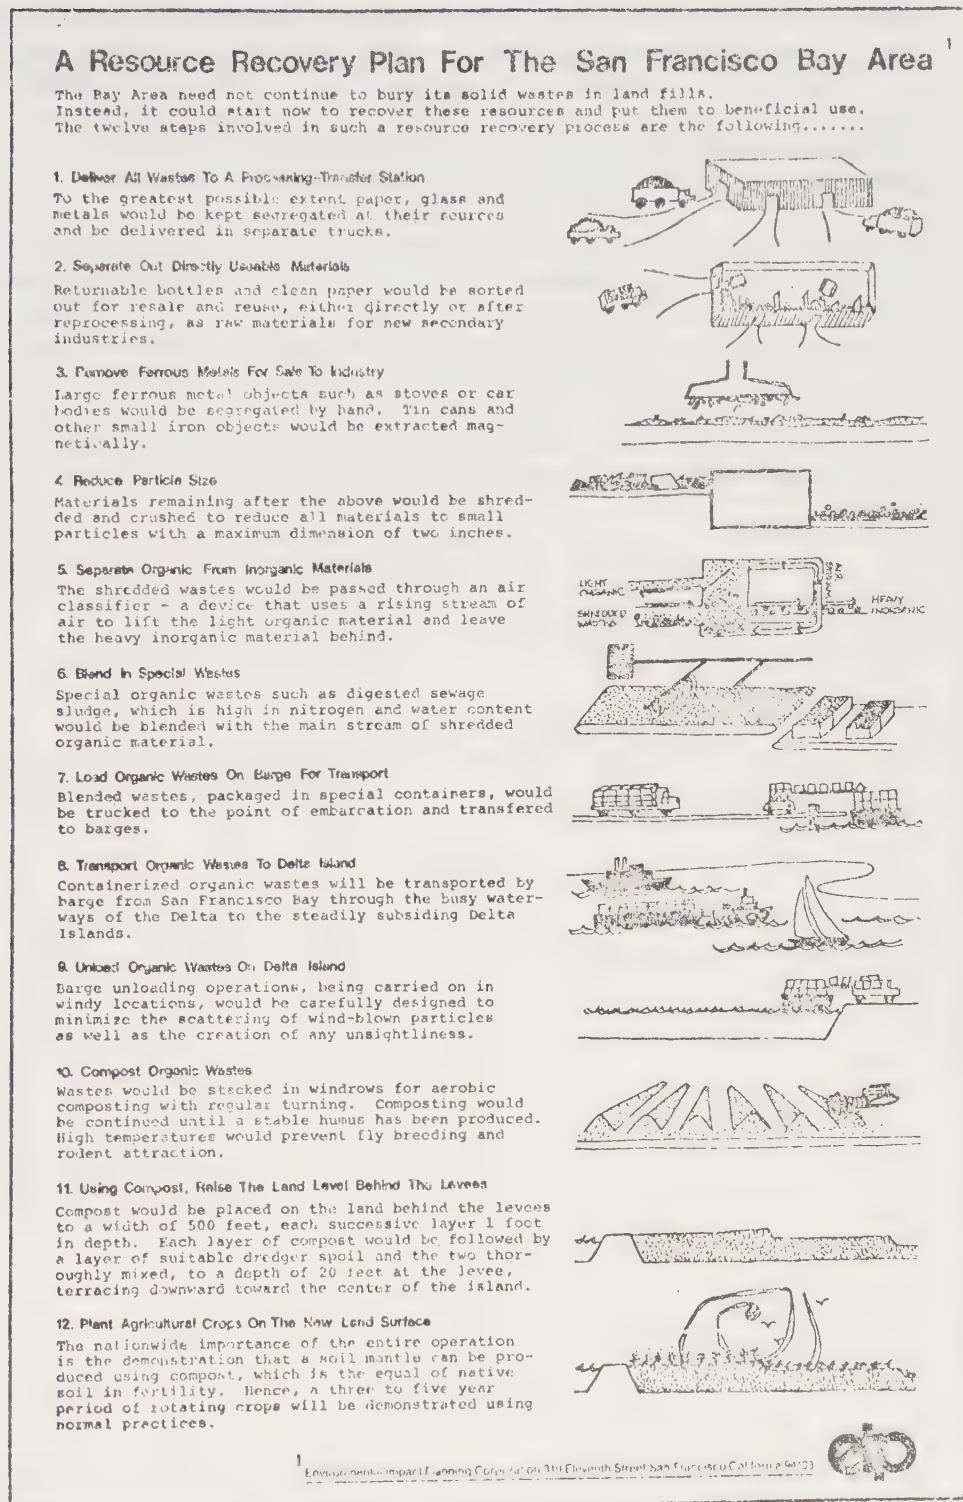 1
A Resource Recovery Plan For The San Francisco Bay Area
The Bay Area need not continue to bury its solid wastes in land fills.
Instead, it could start now to recover these resources and put them to beneficial use.
The twelve steps involved in such a resource recovery process are the following.......
1. Deliver All Wastes To A Processing-Transfer Station
To the greatest possible extent paper, glass and
metals would be kept segregated at their sources
and be delivered in separate trucks.
2. Separate Out Directly Useable Materials
Returnable bottles and clean paper would be sorted
out for resale and reuse, either directly or after
reprocessing, as raw materials for new secondary
industries.
3. Remove Ferrous Metals For Sale To Industry
Large ferrous metal objects such as stoves or car
bodies would be segregated by hand. Tin cans and
other small iron objects would be extracted mag-
netically.
4. Reduce Particle Size
Materials remaining after the above would be shred-
ded and crushed to reduce all materials to small
particles with a maximum dimension of two inches.
5. Separate Organic From Inorganic Materials
The shredded wastes would be passed through an air
classifier - a device that uses a rising stream of
air to lift the light organic material and leave
the heavy inorganic material behind.
LIGHT
ORGANIC
SHREDDED
WASTES
AIR
STREAM
HEAVY
INORGANIC
6. Blend In Special Wastes
Special organic wastes such as digested sewage
sludge, which is high in nitrogen and water content
would be blended with the main stream of shredded
organic material.
7. Load Organic Wastes On Barge For Transport
Blended wastes, packaged in special containers, would
be trucked to the point of embarcation and transfered
to barges.
8. Transport Organic Wastes To Delta Island
Containerized organic wastes will be transported by
barge from San Francisco Bay through the busy water-
ways of the Delta to the steadily subsiding Delta
Islands.
9. Unload Organic Wastes On Delta Island
Barge unloading operations, being carried on in
windy locations, would be carefully designed to
minimize the scattering of wind-blown particles
as well as the creation of any unsightliness.
10. Compost Organic Wastes
Wastes would be stacked in windrows for aerobic
composting with regular turning. Composting would
be continued until a stable humus has been produced.
High temperatures would prevent fly breeding and
rodent attraction.
11. Using Compost, Raise The Land Level Behind The Levees
Compost would be placed on the land behind the levees
to a width of 500 feet, each successive layer 1 foot
in depth. Each layer of compost would be followed by
a layer of suitable dredger spoil and the two thor-
oughly mixed, to a depth of 20 feet at the levee,
terracing downward toward the center of the island.
12. Plant Agricultural Crops On The New Land Surface
The nationwide importance of the entire operation
is the demonstration that a soil mantle can be pro-
duced using compost, which is the equal of native
soil in fertility. Hence, a three to five year
period of rotating crops will be demonstrated using
normal practices.
1
Environmental Impact Planning Corporation 319 Eleventh Street San Francisco California 94103
eip